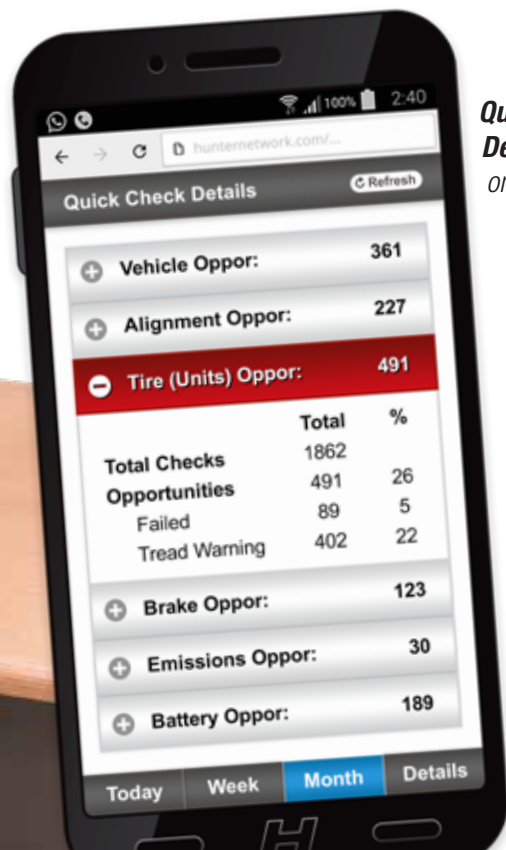 100% 2:40
hunternetwork.com/...
Quick Check Details Refresh
Vehicle Oppor: 361
Alignment Oppor: 227
Tire (Units) Oppor: 491
Total %
Total Checks 1862
Opportunities 491 26
Failed 89 5
Tread Warning 402 22
Brake Oppor: 123
Emissions Oppor: 30
Battery Oppor: 189
Today Week Month Details
H